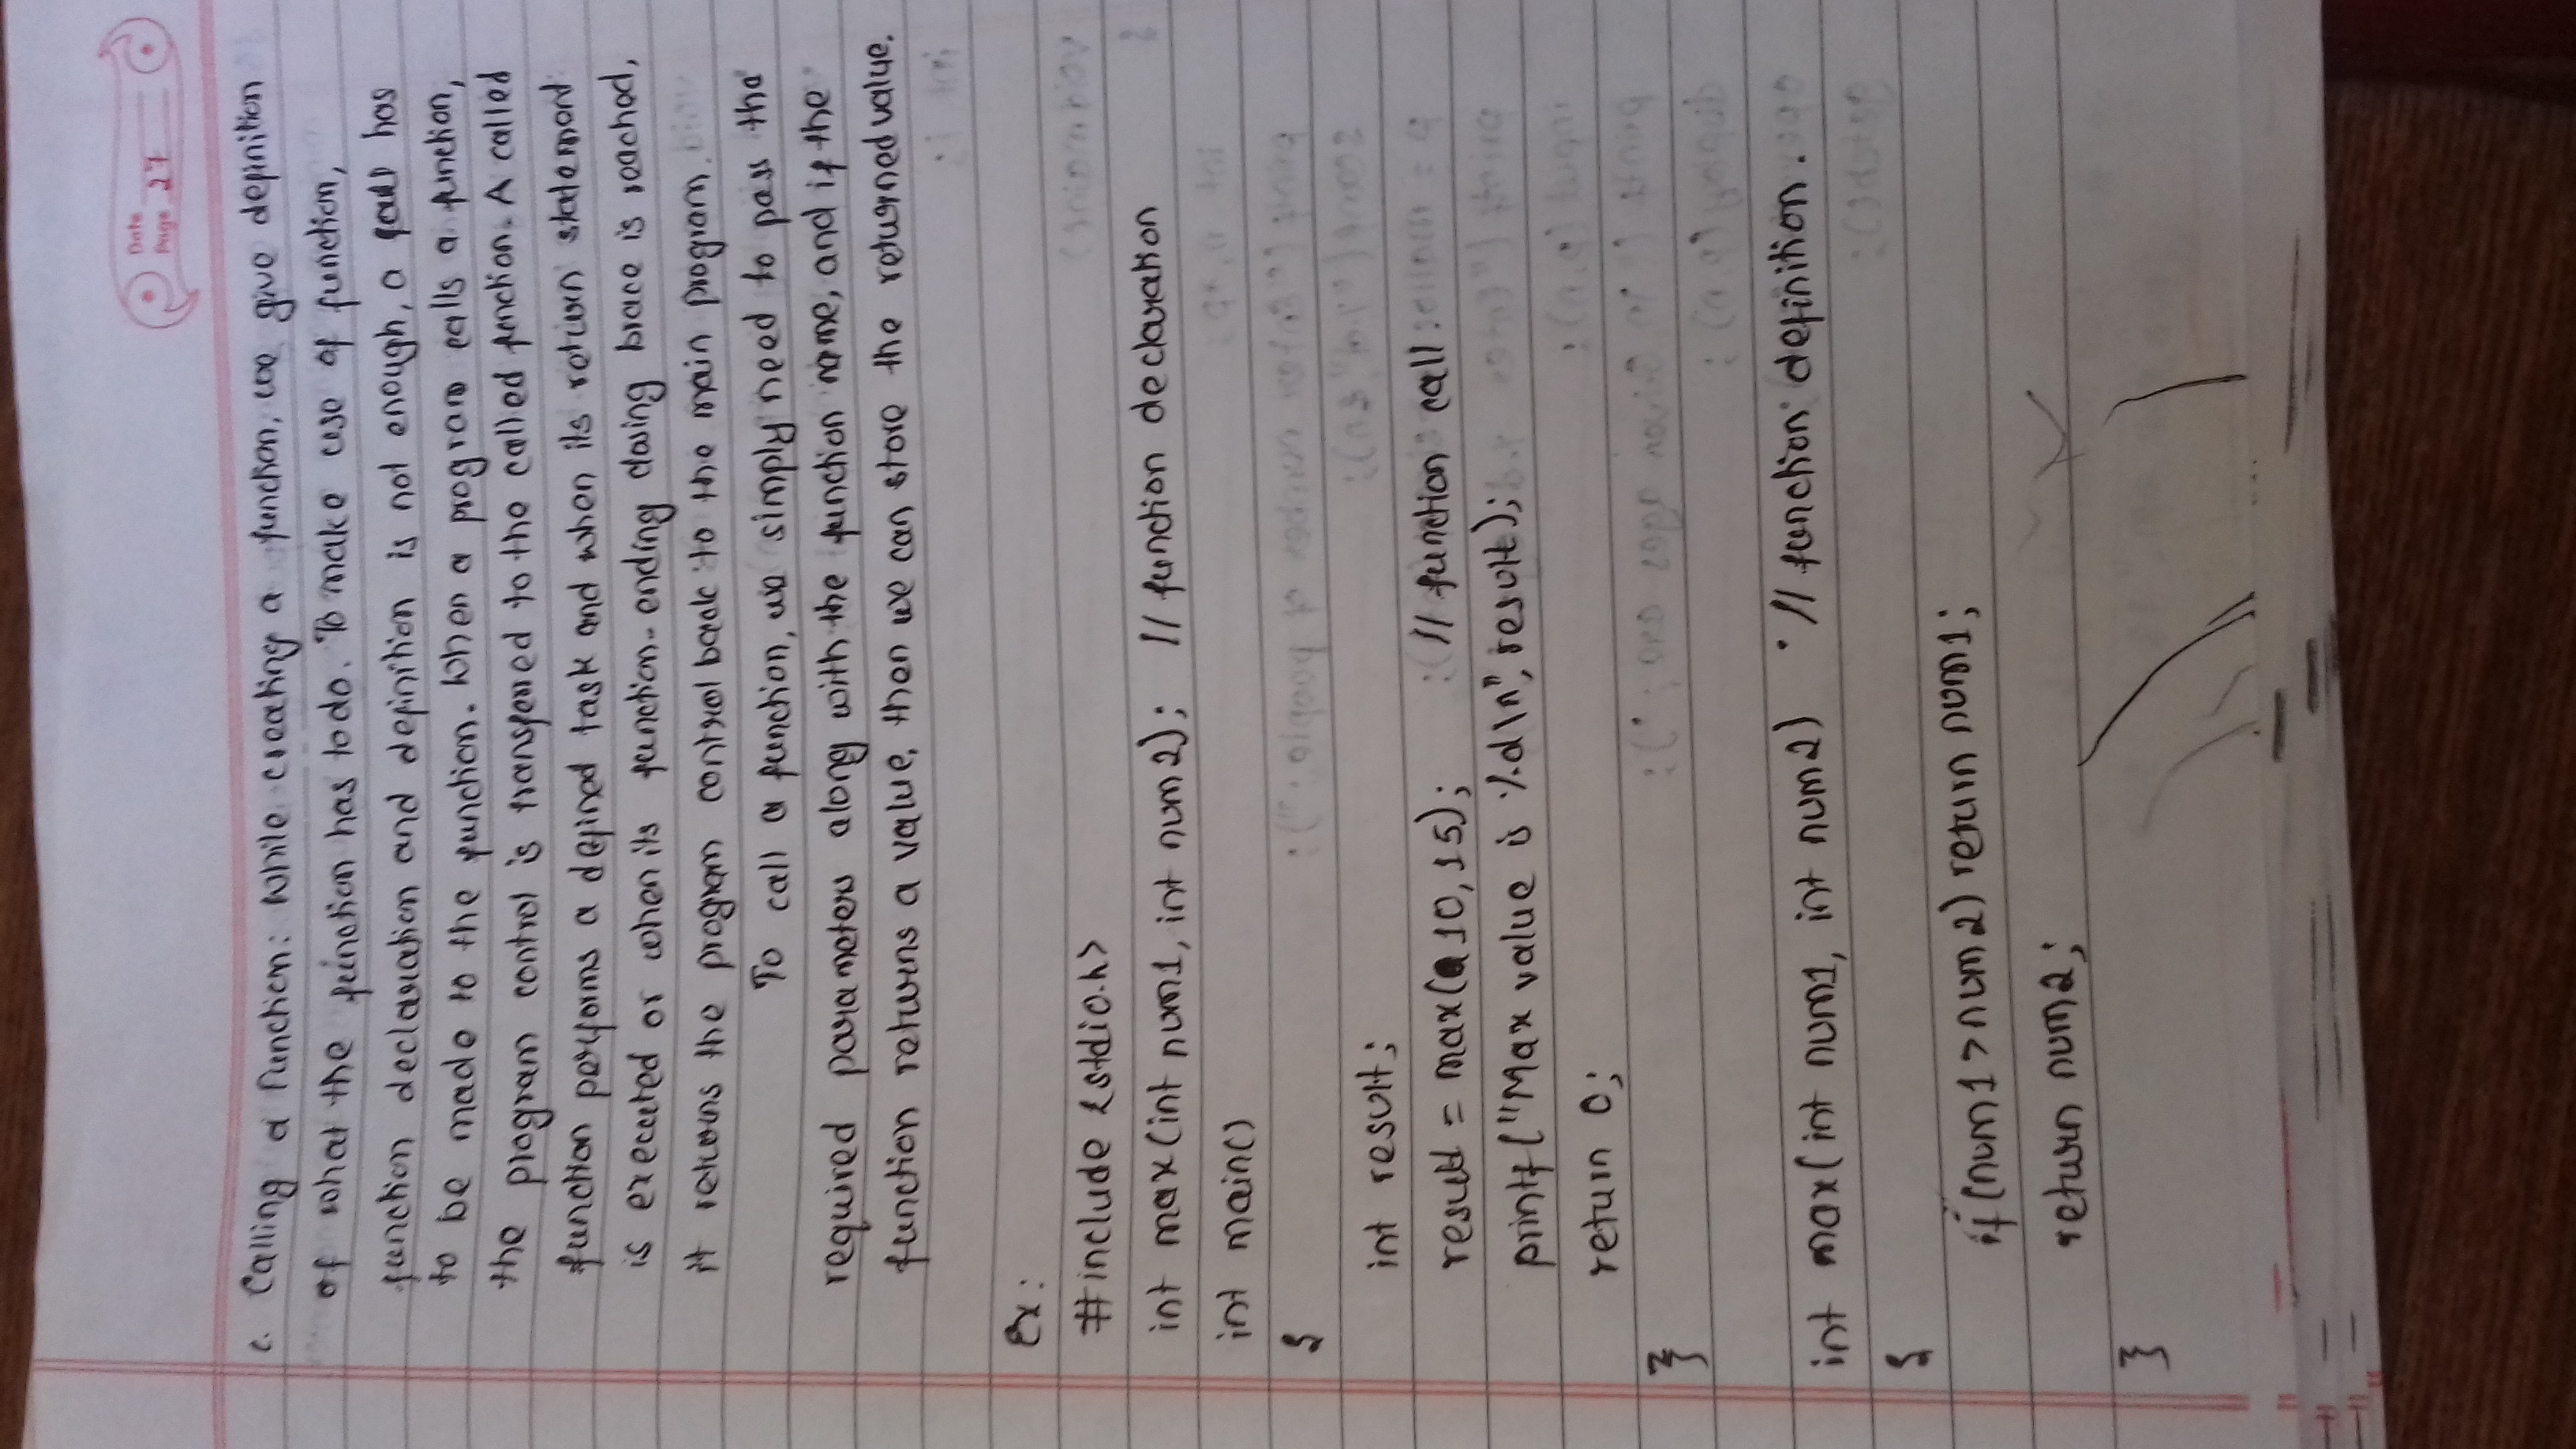 Date
Page 27
c. Calling a function: While creating a function, we give definition
of what the function has to do. To make use of function,
function declaration and definition is not enough, a call has
to be made to the function. When a program calls a function,
the program control is transferred to the called function. A called
function performs a defined task and when its return statement
is executed or when its function-ending closing brace is reached,
it returns the program control back to the main program.
To call a function, we simply need to pass the
required parameters along with the function name, and if the
function returns a value, then we can store the returned value.
Ex:
#include <stdio.h>
int max(int num1, int num2); // function declaration
int main()
{
int result;
result = max(10, 15); // function call.
printf("Max value is %d\n", result);
return 0;
}
int max(int num1, int num2) // function definition.
{
if (num1 > num2) return num1;
return num2;
}